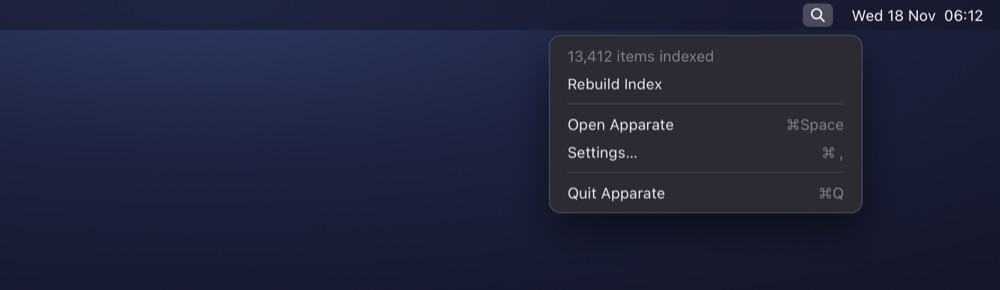 Wed 18 Nov 06:12
13,412 items indexed
Rebuild Index
Open Apparate ⌘Space
Settings... ⌘ ,
Quit Apparate ⌘Q